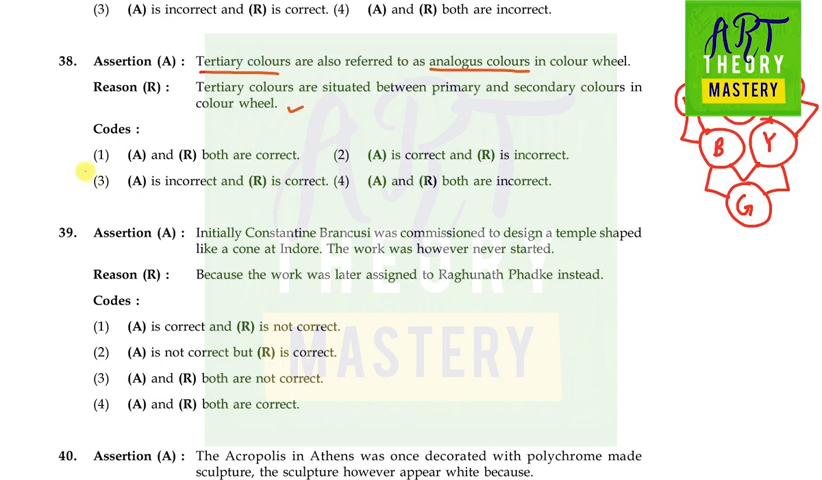 (3) (A) is incorrect and (R) is correct. (4) (A) and (R) both are incorrect.
38. Assertion (A) : Tertiary colours are also referred to as analogus colours in colour wheel.
Reason (R) : Tertiary colours are situated between primary and secondary colours in
colour wheel.
Codes :
(1) (A) and (R) both are correct. (2) (A) is correct and (R) is incorrect.
(3) (A) is incorrect and (R) is correct. (4) (A) and (R) both are incorrect.
39. Assertion (A) : Initially Constantine Brancusi was commissioned to design a temple shaped
like a cone at Indore. The work was however never started.
Reason (R) : Because the work was later assigned to Raghunath Phadke instead.
Codes :
(1) (A) is correct and (R) is not correct.
(2) (A) is not correct but (R) is correct.
(3) (A) and (R) both are not correct.
(4) (A) and (R) both are correct.
40. Assertion (A) : The Acropolis in Athens was once decorated with polychrome made
sculpture, the sculpture however appear white because.
ART
THEORY
MASTERY
B Y
G
ART
THEORY
MASTERY